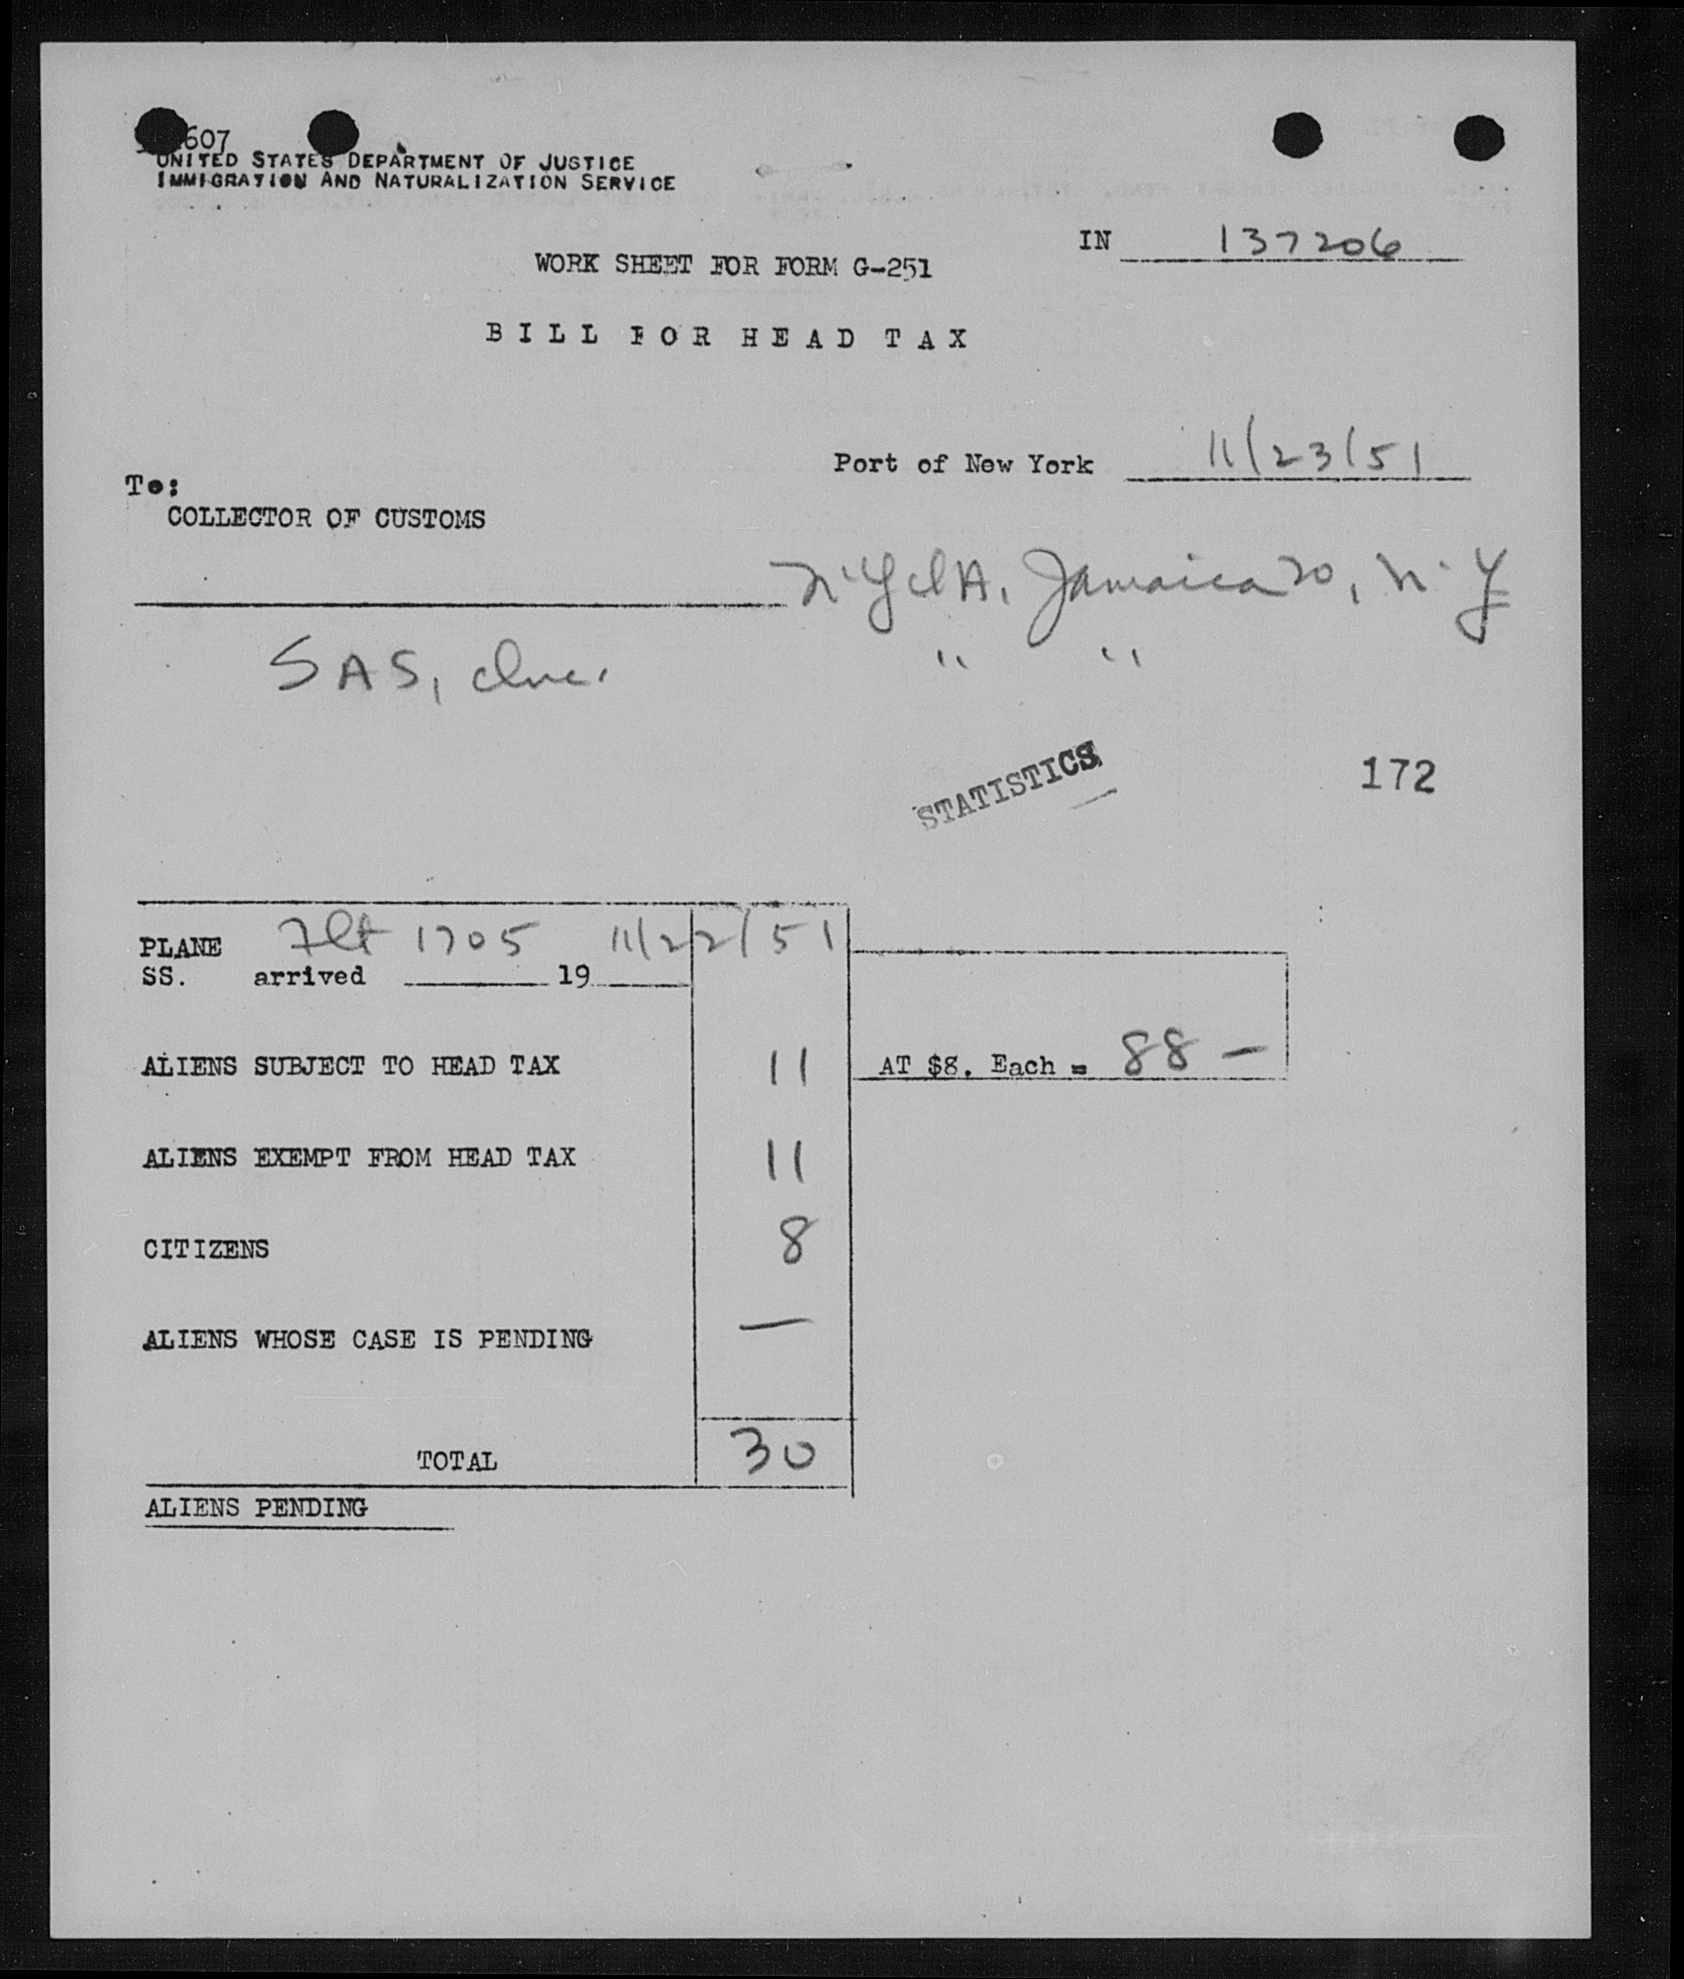 607
UNITED STATES DEPARTMENT OF JUSTICE
IMMIGRATION AND NATURALIZATION SERVICE
IN 137206
WORK SHEET FOR FORM G-251
BILL FOR HEAD TAX
Port of New York 11/23/51
To:
COLLECTOR OF CUSTOMS
N.Y.I.A, Jamaica 20, N.Y
SAS, Inc. " "
STATISTICS
172
PLANE Flt 1705 11/22/51
SS. arrived 19
ALIENS SUBJECT TO HEAD TAX 11 AT $8. Each = 88 —
ALIENS EXEMPT FROM HEAD TAX 11
CITIZENS 8
ALIENS WHOSE CASE IS PENDING —
TOTAL 30
ALIENS PENDING